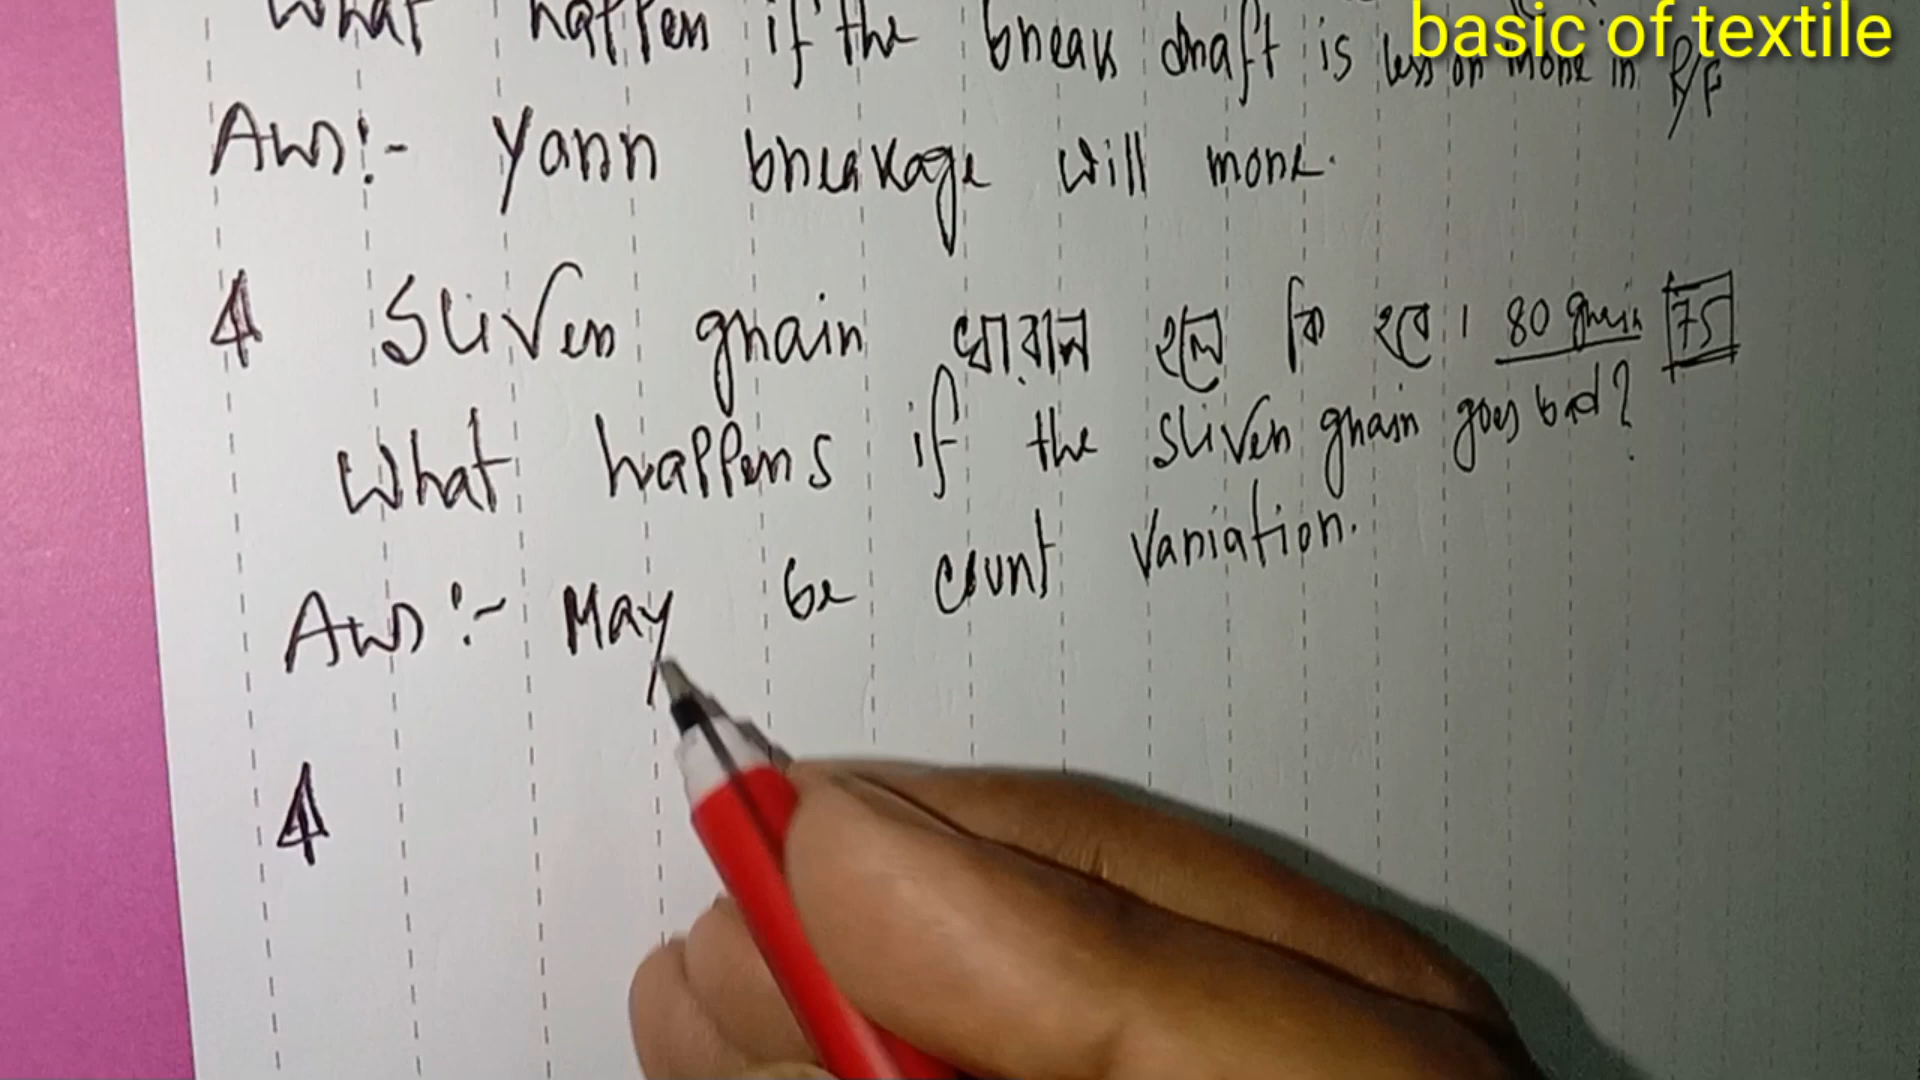 basic of textile
What happen if the break draft is less or more in R/F
Ans:- Yarn breakage will more.
Sliver grain খারাপ হলে কি হবে। 80 grain 75
What happens if the sliver grain goes bad?
Ans:- May be count variation.